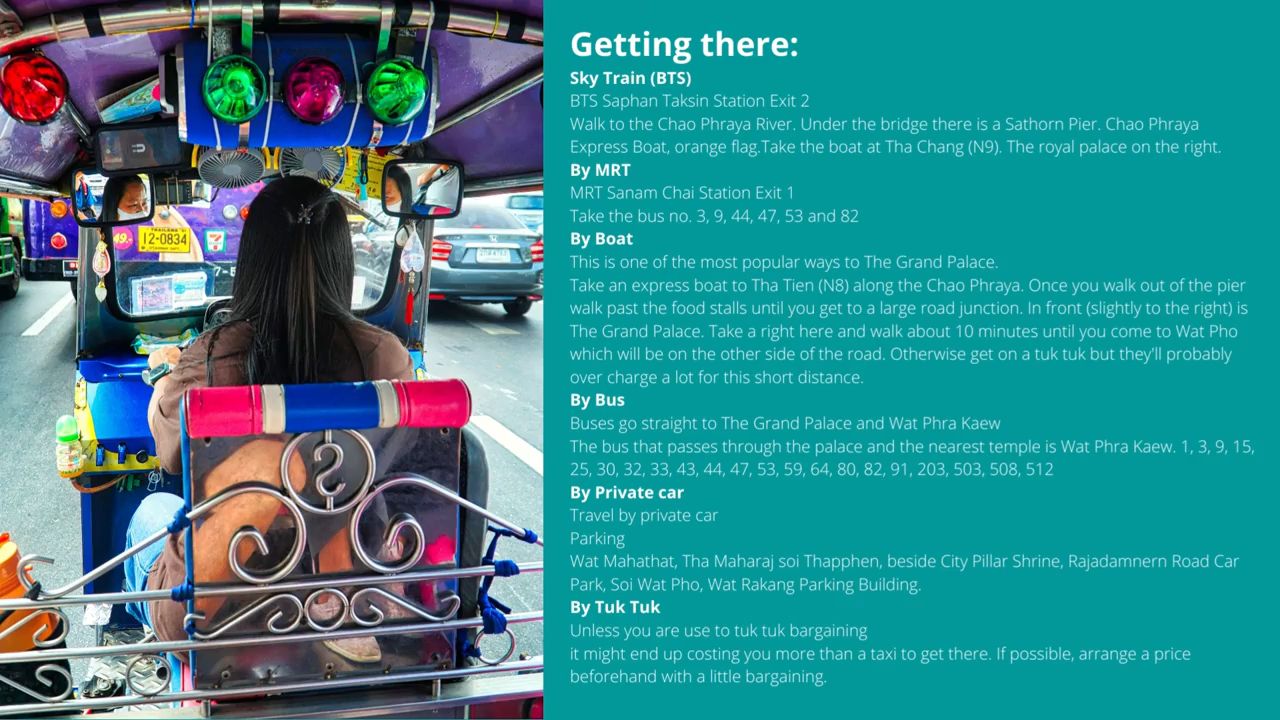 Getting there:
Sky Train (BTS)
BTS Saphan Taksin Station Exit 2
Walk to the Chao Phraya River. Under the bridge there is a Sathorn Pier. Chao Phraya
Express Boat, orange flag.Take the boat at Tha Chang (N9). The royal palace on the right.
By MRT
MRT Sanam Chai Station Exit 1
Take the bus no. 3, 9, 44, 47, 53 and 82
By Boat
This is one of the most popular ways to The Grand Palace.
Take an express boat to Tha Tien (N8) along the Chao Phraya. Once you walk out of the pier
walk past the food stalls until you get to a large road junction. In front (slightly to the right) is
The Grand Palace. Take a right here and walk about 10 minutes until you come to Wat Pho
which will be on the other side of the road. Otherwise get on a tuk tuk but they'll probably
over charge a lot for this short distance.
By Bus
Buses go straight to The Grand Palace and Wat Phra Kaew
The bus that passes through the palace and the nearest temple is Wat Phra Kaew. 1, 3, 9, 15,
25, 30, 32, 33, 43, 44, 47, 53, 59, 64, 80, 82, 91, 203, 503, 508, 512
By Private car
Travel by private car
Parking
Wat Mahathat, Tha Maharaj soi Thapphen, beside City Pillar Shrine, Rajadamnern Road Car
Park, Soi Wat Pho, Wat Rakang Parking Building.
By Tuk Tuk
Unless you are use to tuk tuk bargaining
it might end up costing you more than a taxi to get there. If possible, arrange a price
beforehand with a little bargaining.
49.-
12-0834
7